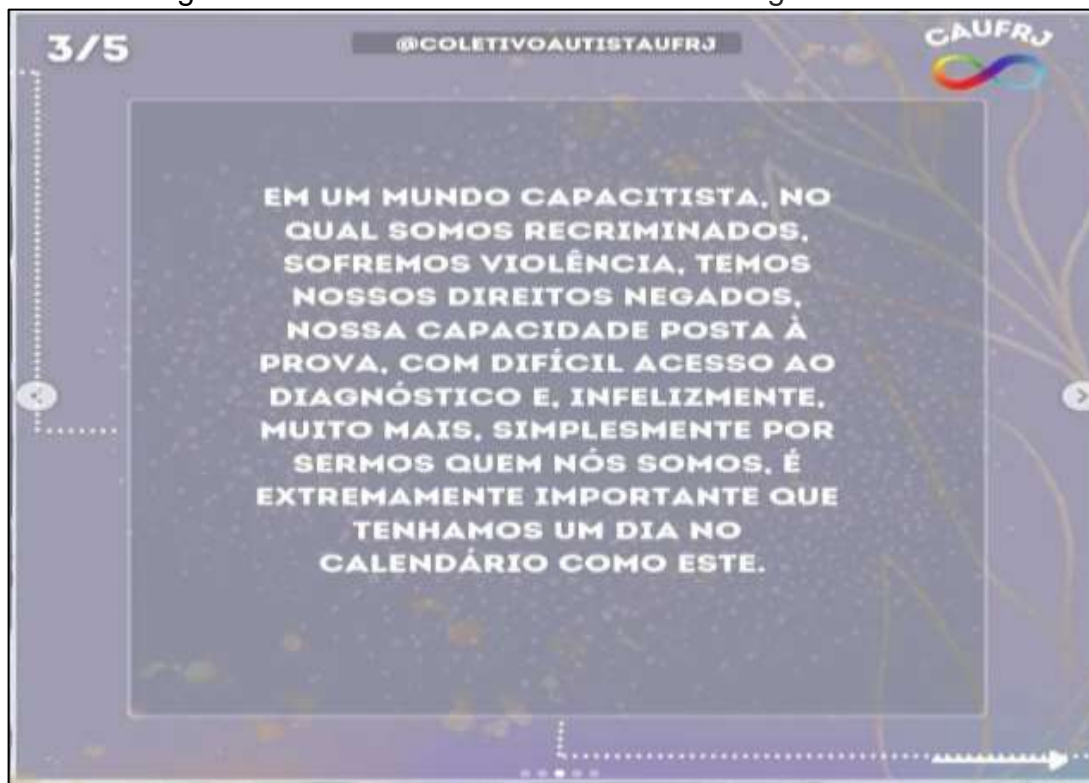 3/5
@COLETIVOAUTISTAUFRJ
CAUFRJ
EM UM MUNDO CAPACITISTA, NO
QUAL SOMOS RECRIMINADOS,
SOFREMOS VIOLÊNCIA, TEMOS
NOSSOS DIREITOS NEGADOS,
NOSSA CAPACIDADE POSTA À
PROVA, COM DIFÍCIL ACESSO AO
DIAGNÓSTICO E, INFELIZMENTE,
MUITO MAIS, SIMPLESMENTE POR
SERMOS QUEM NÓS SOMOS, É
EXTREMAMENTE IMPORTANTE QUE
TENHAMOS UM DIA NO
CALENDÁRIO COMO ESTE.